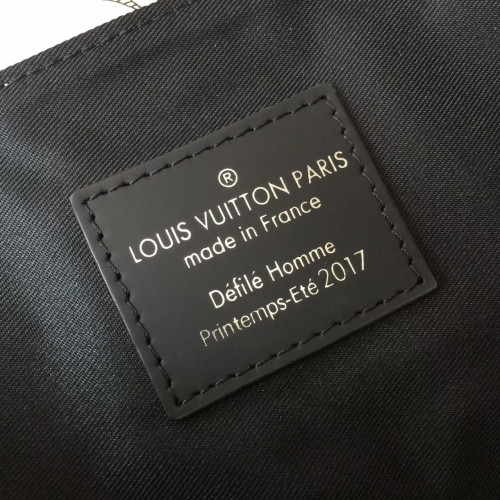 ®
LOUIS VUITTON PARIS
made in France
Défilé Homme
Printemps-Eté 2017